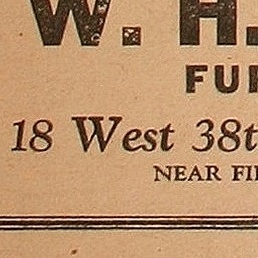 W. H.
FUR
18 West 38t
NEAR FI